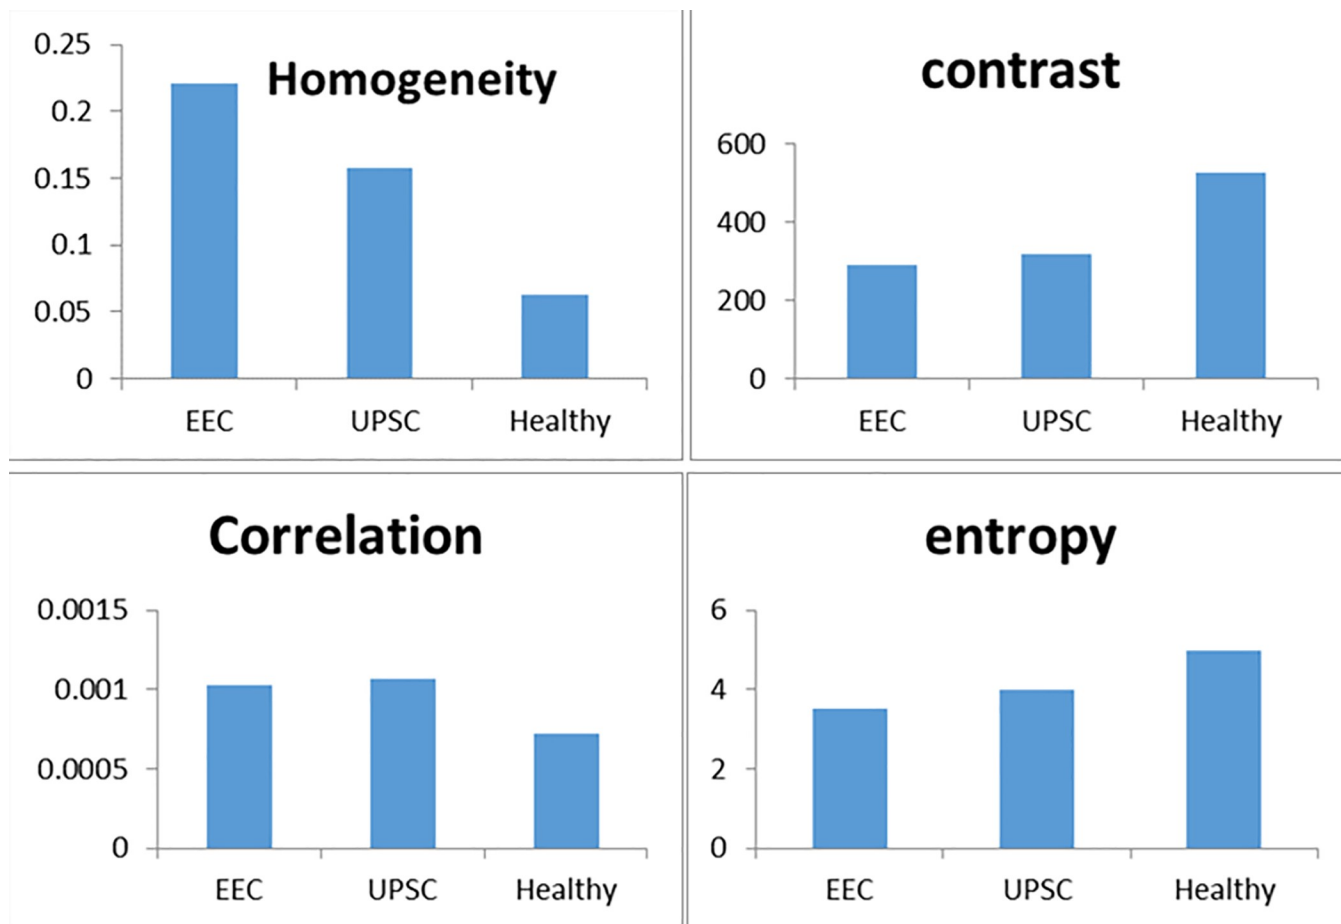 Homogeneity
0.25
0.2
0.15
0.1
0.05
0
EEC UPSC Healthy
contrast
600
400
200
0
EEC UPSC Healthy
Correlation
0.0015
0.001
0.0005
0
EEC UPSC Healthy
entropy
6
4
2
0
EEC UPSC Healthy